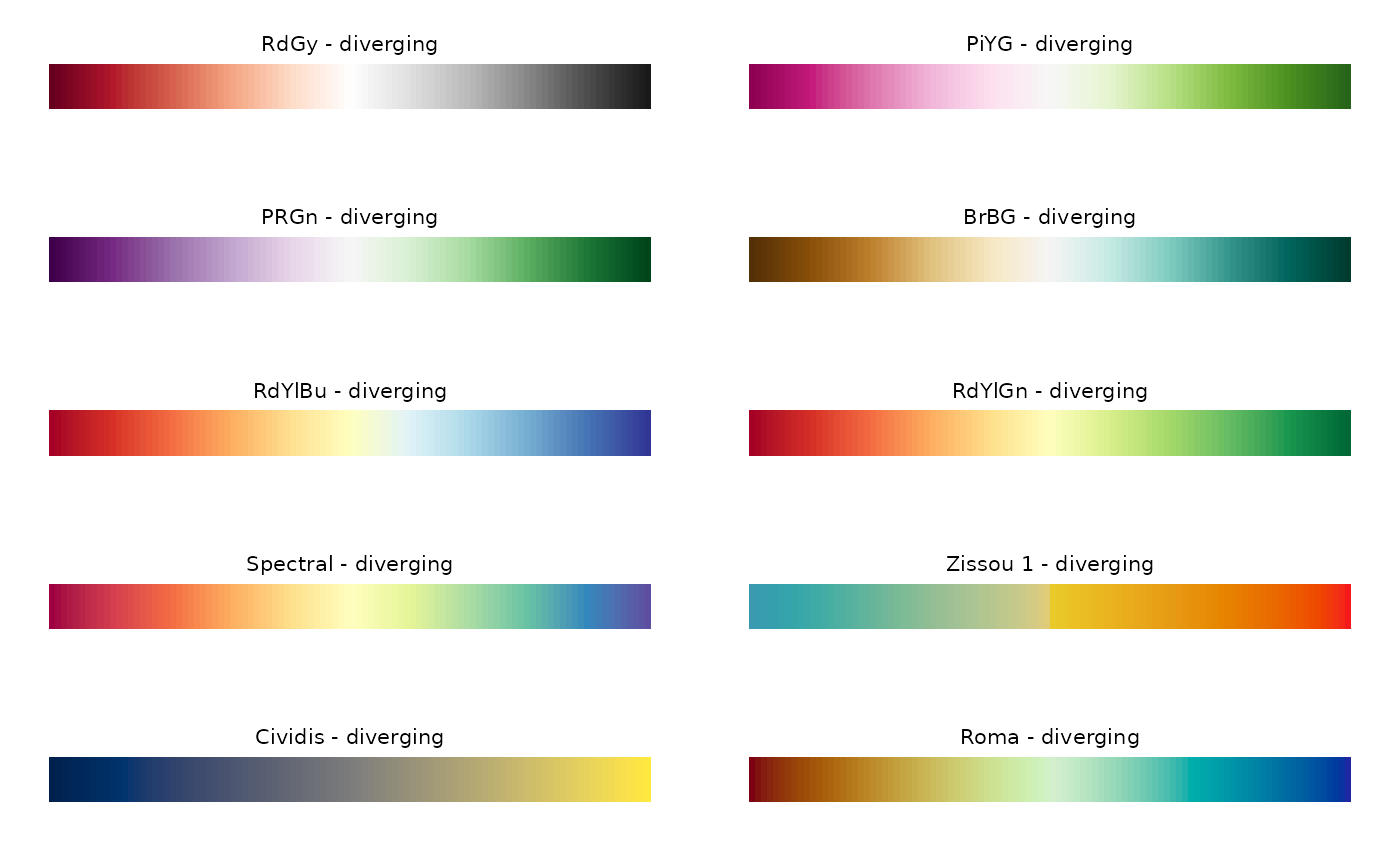 RdGy - diverging
PiYG - diverging
PRGn - diverging
BrBG - diverging
RdYlBu - diverging
RdYlGn - diverging
Spectral - diverging
Zissou 1 - diverging
Cividis - diverging
Roma - diverging